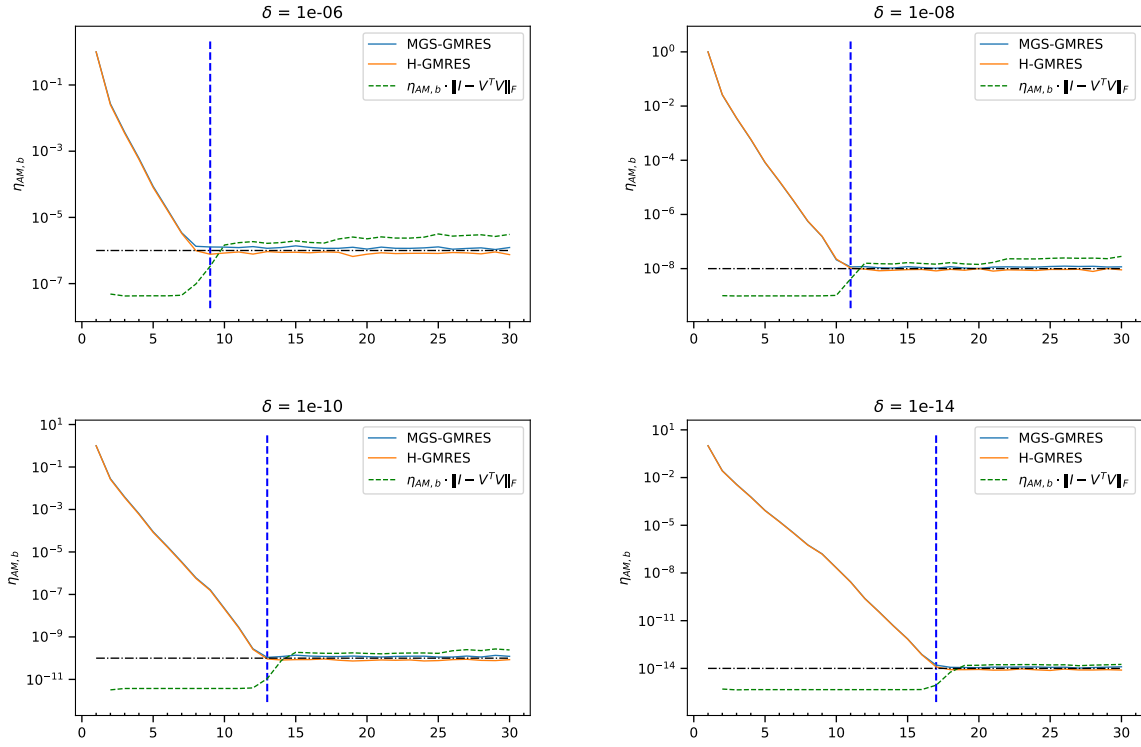 δ = 1e-06
MGS-GMRES
H-GMRES
η_{AM,b} · ‖I − V^T V‖_F
η_{AM,b}
10^{-1}
10^{-3}
10^{-5}
10^{-7}
0 5 10 15 20 25 30
δ = 1e-08
MGS-GMRES
H-GMRES
η_{AM,b} · ‖I − V^T V‖_F
η_{AM,b}
10^{0}
10^{-2}
10^{-4}
10^{-6}
10^{-8}
0 5 10 15 20 25 30
δ = 1e-10
MGS-GMRES
H-GMRES
η_{AM,b} · ‖I − V^T V‖_F
η_{AM,b}
10^{1}
10^{-1}
10^{-3}
10^{-5}
10^{-7}
10^{-9}
10^{-11}
0 5 10 15 20 25 30
δ = 1e-14
MGS-GMRES
H-GMRES
η_{AM,b} · ‖I − V^T V‖_F
η_{AM,b}
10^{1}
10^{-2}
10^{-5}
10^{-8}
10^{-11}
10^{-14}
0 5 10 15 20 25 30